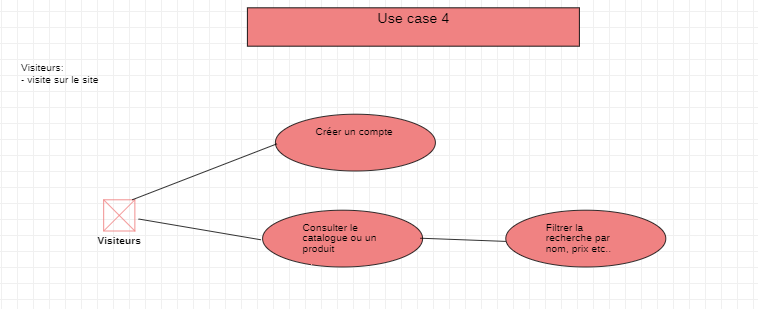 Use case 4
Visiteurs:
- visite sur le site
Créer un compte
Visiteurs
Consulter le
catalogue ou un
produit
Filtrer la
recherche par
nom, prix etc..